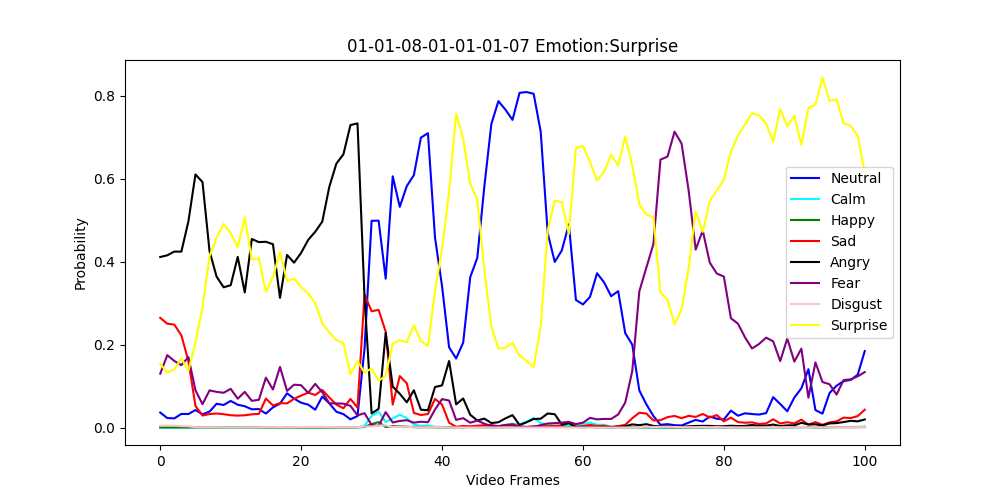 01-01-08-01-01-01-07 Emotion:Surprise
Probability
0.8
0.6
0.4
0.2
0.0
0
20
40
60
80
100
Video Frames
Neutral
Calm
Happy
Sad
Angry
Fear
Disgust
Surprise